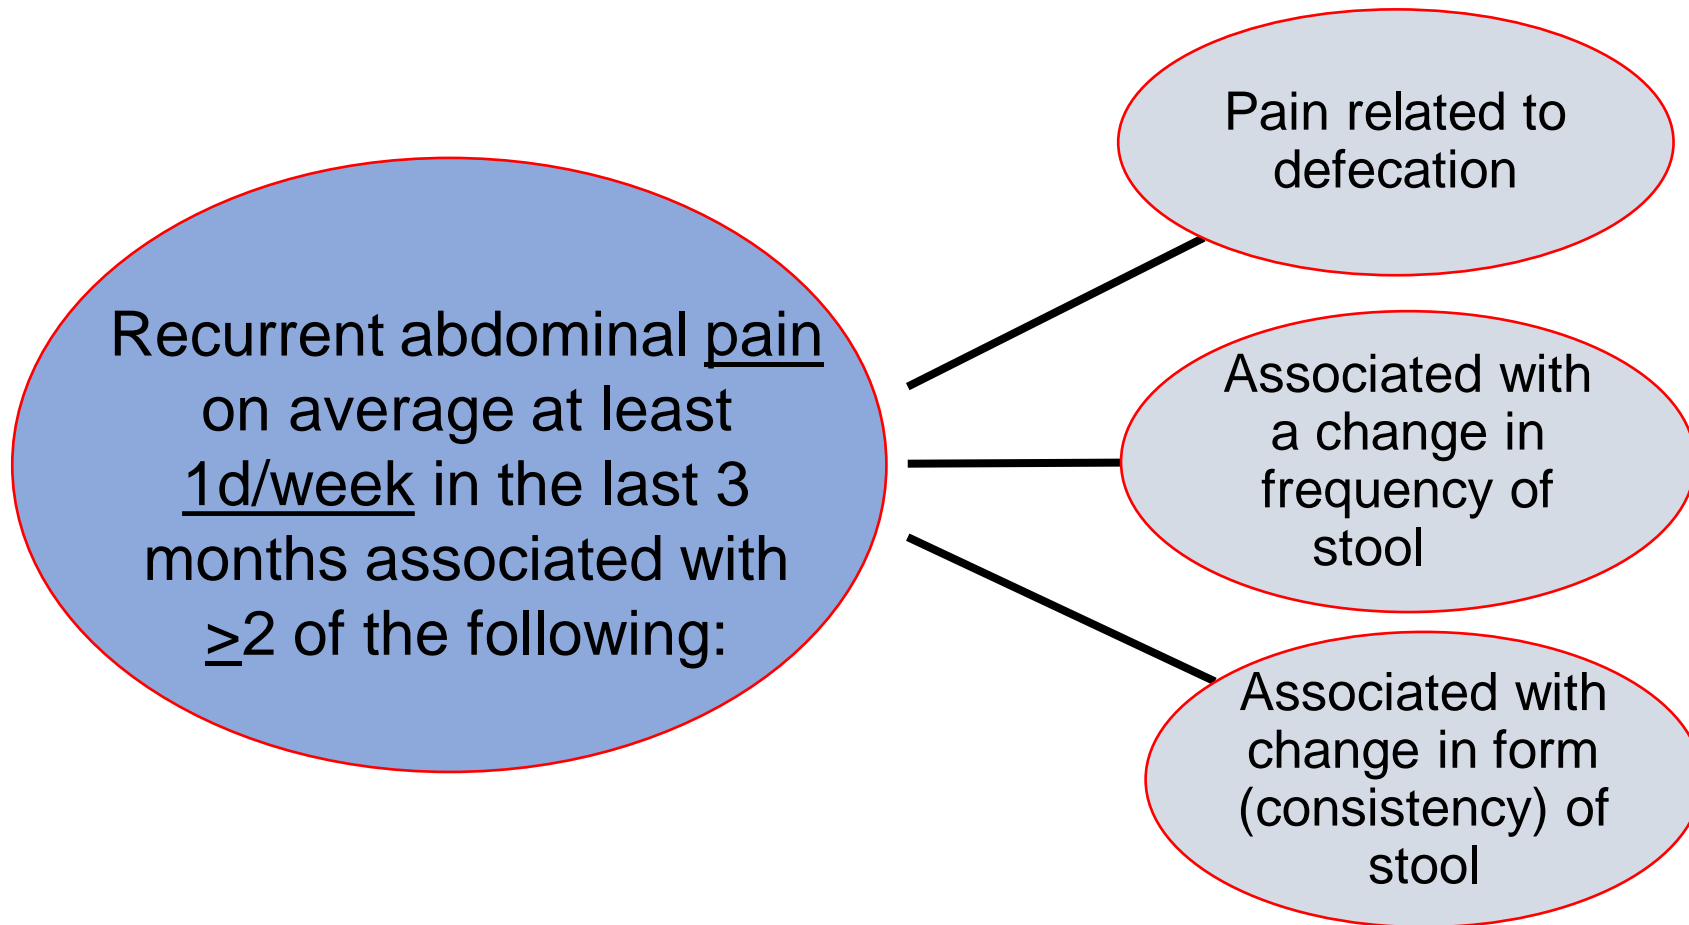 Recurrent abdominal pain
on average at least
1d/week in the last 3
months associated with
≥2 of the following:
Pain related to
defecation
Associated with
a change in
frequency of
stool
Associated with
change in form
(consistency) of
stool